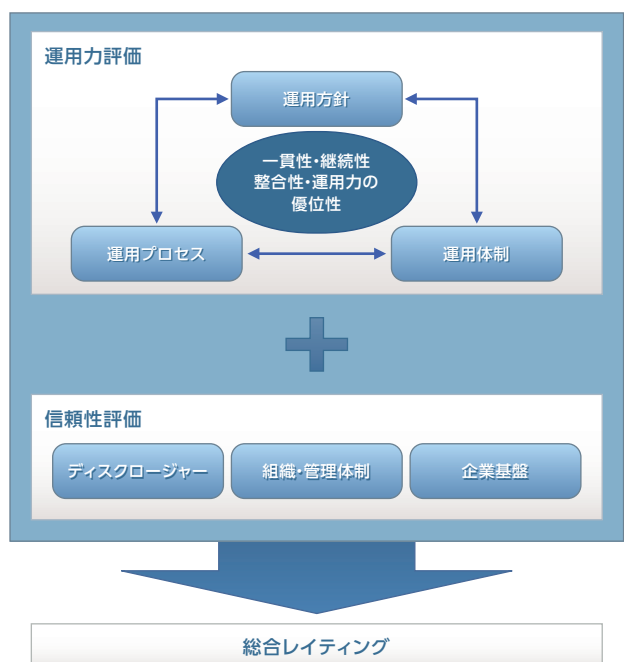 運用力評価
運用方針
一貫性・継続性
整合性・運用力の
優位性
運用プロセス
運用体制
信頼性評価
ディスクロージャー
組織・管理体制
企業基盤
総合レイティング